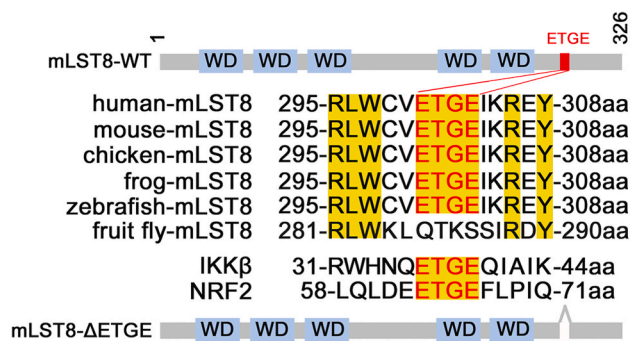 1 326
ETGE
mLST8-WT WD WD WD WD WD
human-mLST8 295-RLWCVETGEIKREY-308aa
mouse-mLST8 295-RLWCVETGEIKREY-308aa
chicken-mLST8 295-RLWCVETGEIKREY-308aa
frog-mLST8 295-RLWCVETGEIKREY-308aa
zebrafish-mLST8 295-RLWCVETGEIKREY-308aa
fruit fly-mLST8 281-RLWKLQTKSSIRDY-290aa
IKKβ 31-RWHNQETGEQIAIK-44aa
NRF2 58-LQLDEETGEFLPIQ-71aa
mLST8-ΔETGE WD WD WD WD WD